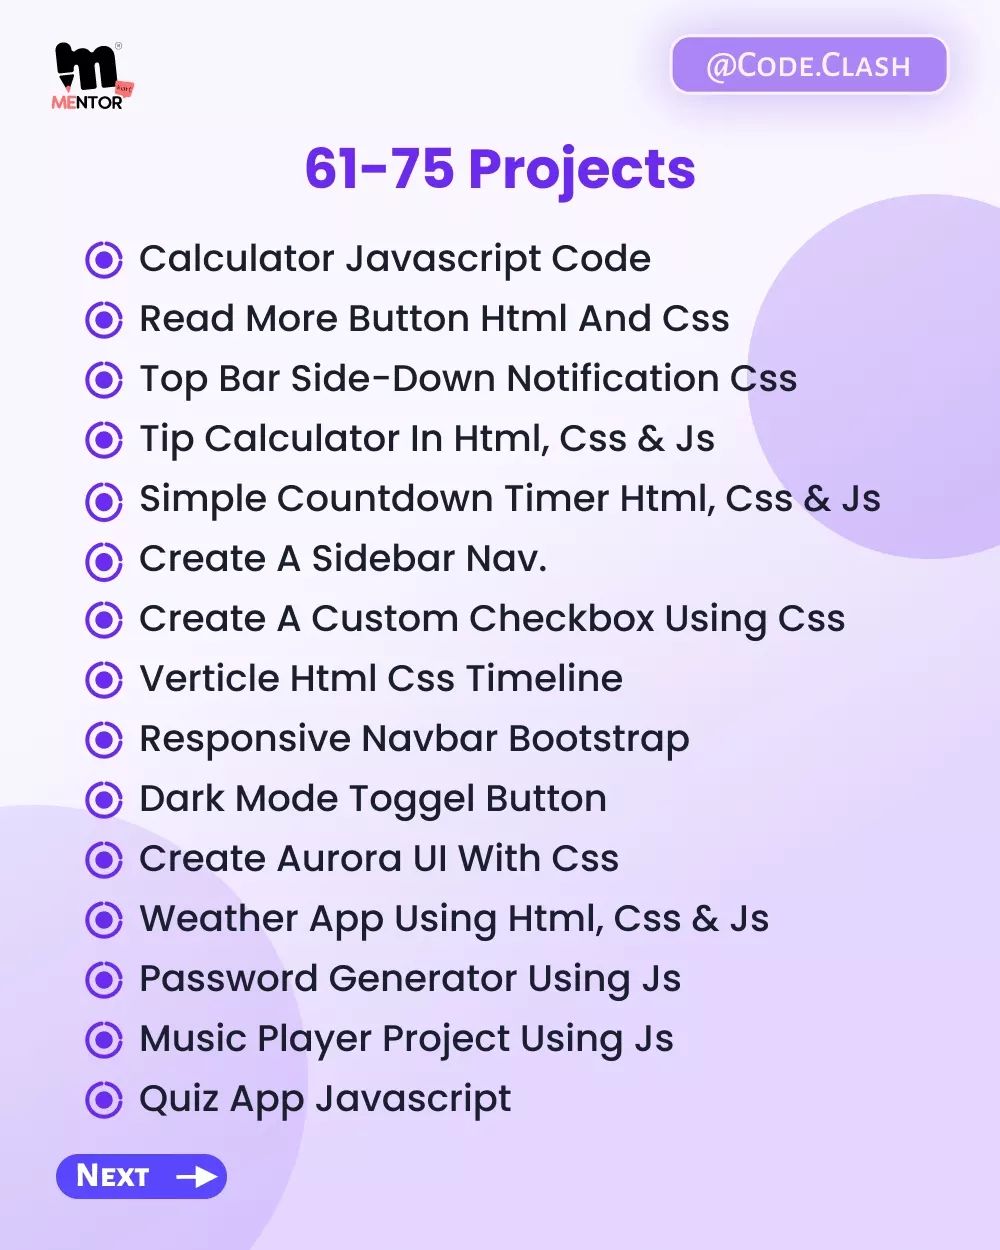 MENTOR
@CODE.CLASH
61-75 Projects
Calculator Javascript Code
Read More Button Html And Css
Top Bar Side-Down Notification Css
Tip Calculator In Html, Css & Js
Simple Countdown Timer Html, Css & Js
Create A Sidebar Nav.
Create A Custom Checkbox Using Css
Verticle Html Css Timeline
Responsive Navbar Bootstrap
Dark Mode Toggel Button
Create Aurora UI With Css
Weather App Using Html, Css & Js
Password Generator Using Js
Music Player Project Using Js
Quiz App Javascript
NEXT